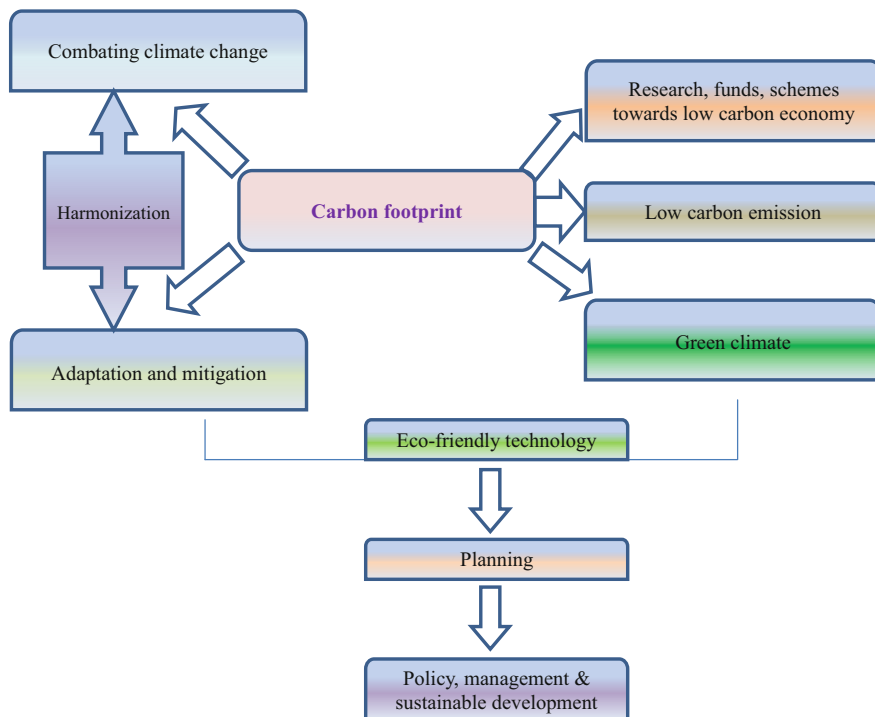 Combating climate change
Research, funds, schemes
towards low carbon economy
Harmonization
Carbon footprint
Low carbon emission
Green climate
Adaptation and mitigation
Eco-friendly technology
Planning
Policy, management &
sustainable development